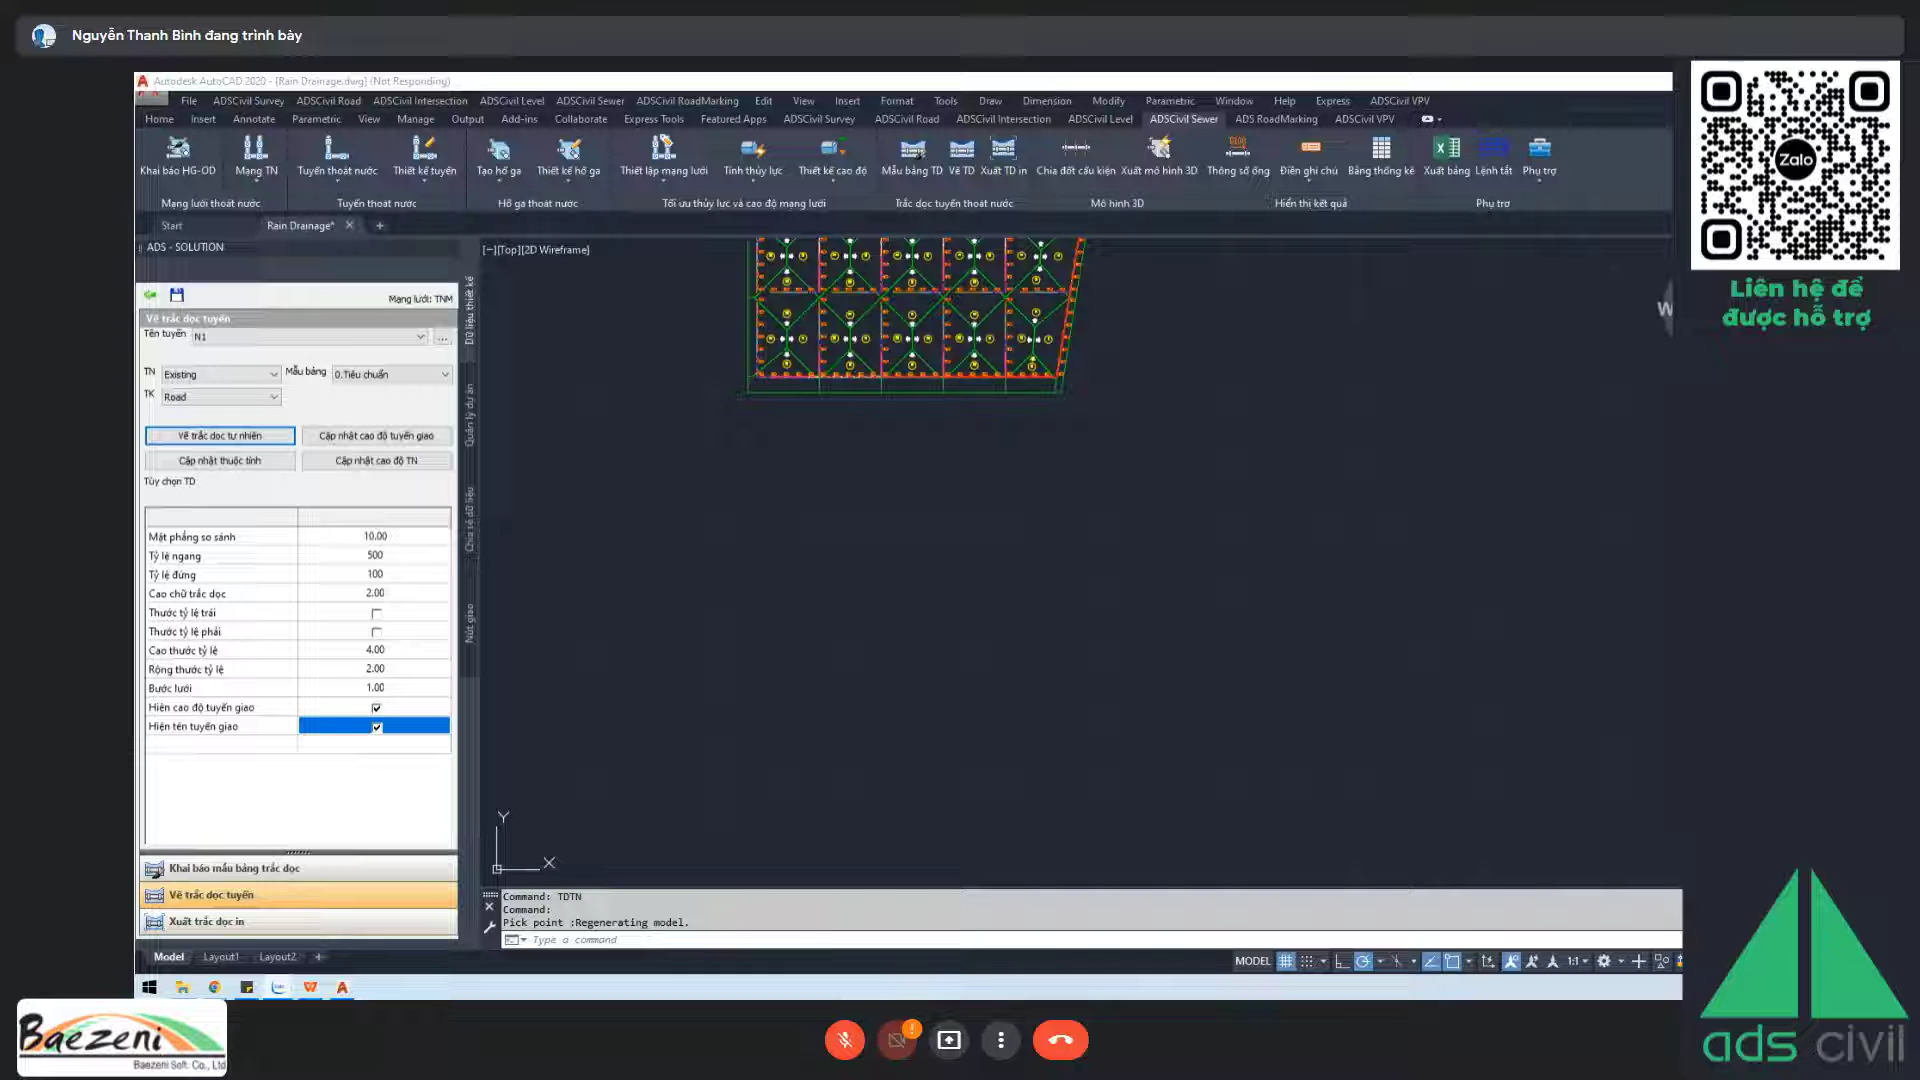 Nguyễn Thanh Bình đang trình bày
Autodesk AutoCAD 2020 - [Rain Drainage.dwg] (Not Responding)
File ADSCivil Survey ADSCivil Road ADSCivil Intersection ADSCivil Level ADSCivil Sewer ADSCivil RoadMarking Edit View Insert Format Tools Draw Dimension Modify Parametric Window Help Express ADSCivil VPV
Home Insert Annotate Parametric View Manage Output Add-ins Collaborate Express Tools Featured Apps ADSCivil Survey ADSCivil Road ADSCivil Intersection ADSCivil Level ADSCivil Sewer ADS RoadMarking ADSCivil VPV
Khai báo HG-OD Mạng TN Tuyến thoát nước Thiết kế tuyến Tạo hố ga Thiết kế hố ga Thiết lập mạng lưới Tính thủy lực Thiết kế cao độ Mẫu bảng TD Vẽ TD Xuất TD in Chia đốt cấu kiện Xuất mô hình 3D Thông số ống Điền ghi chú Bảng thống kê Xuất bảng Lệnh tắt Phụ trợ
Mạng lưới thoát nước Tuyến thoát nước Hố ga thoát nước Tối ưu thủy lực và cao độ mạng lưới Trắc dọc tuyến thoát nước Mô hình 3D Hiển thị kết quả Phụ trợ
Start Rain Drainage*
ADS - SOLUTION
[−][Top][2D Wireframe]
Mạng lưới: TNM
Vẽ trắc dọc tuyến
Tên tuyến N1 ...
TN Existing Mẫu bảng 0.Tiêu chuẩn
TK Road
Vẽ trắc dọc tự nhiên Cập nhật cao độ tuyến giao
Cập nhật thuộc tính Cập nhật cao độ TN
Tùy chọn TD
Mặt phẳng so sánh 10.00
Tỷ lệ ngang 500
Tỷ lệ đứng 100
Cao chữ trắc dọc 2.00
Thước tỷ lệ trái
Thước tỷ lệ phải
Cao thước tỷ lệ 4.00
Rộng thước tỷ lệ 2.00
Bước lưới 1.00
Hiện cao độ tuyến giao
Hiện tên tuyến giao
Dữ liệu thiết kế
Quản lý dự án
Chia sẻ dữ liệu
Nút giao
Khai báo mẫu bảng trắc dọc
Vẽ trắc dọc tuyến
Xuất trắc dọc in
Y
X
W
Command: TDTN
Command:
Pick point :Regenerating model.
Type a command
Model Layout1 Layout2
MODEL 1:1
Zalo
Liên hệ để
được hỗ trợ
Baezeni
Baezeni Soft. Co., Ltd
ads civil